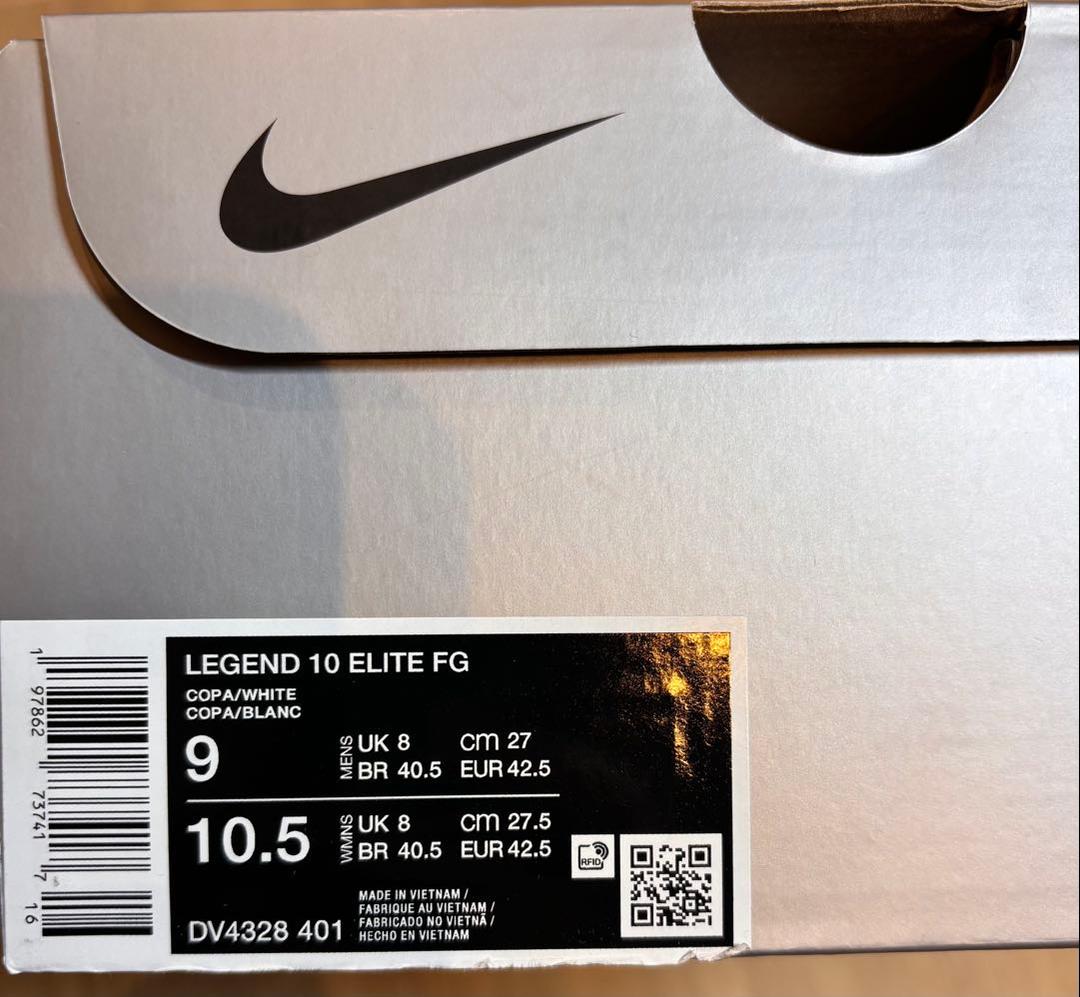 LEGEND 10 ELITE FG
COPA/WHITE
COPA/BLANC
9
MENS
UK 8 cm 27
BR 40.5 EUR 42.5
10.5
WMNS
UK 8 cm 27.5
BR 40.5 EUR 42.5
RFID
DV4328 401
MADE IN VIETNAM /
FABRIQUE AU VIETNAM /
FABRICADO NO VIETNÃ /
HECHO EN VIETNAM
1 97862 73741 7 16